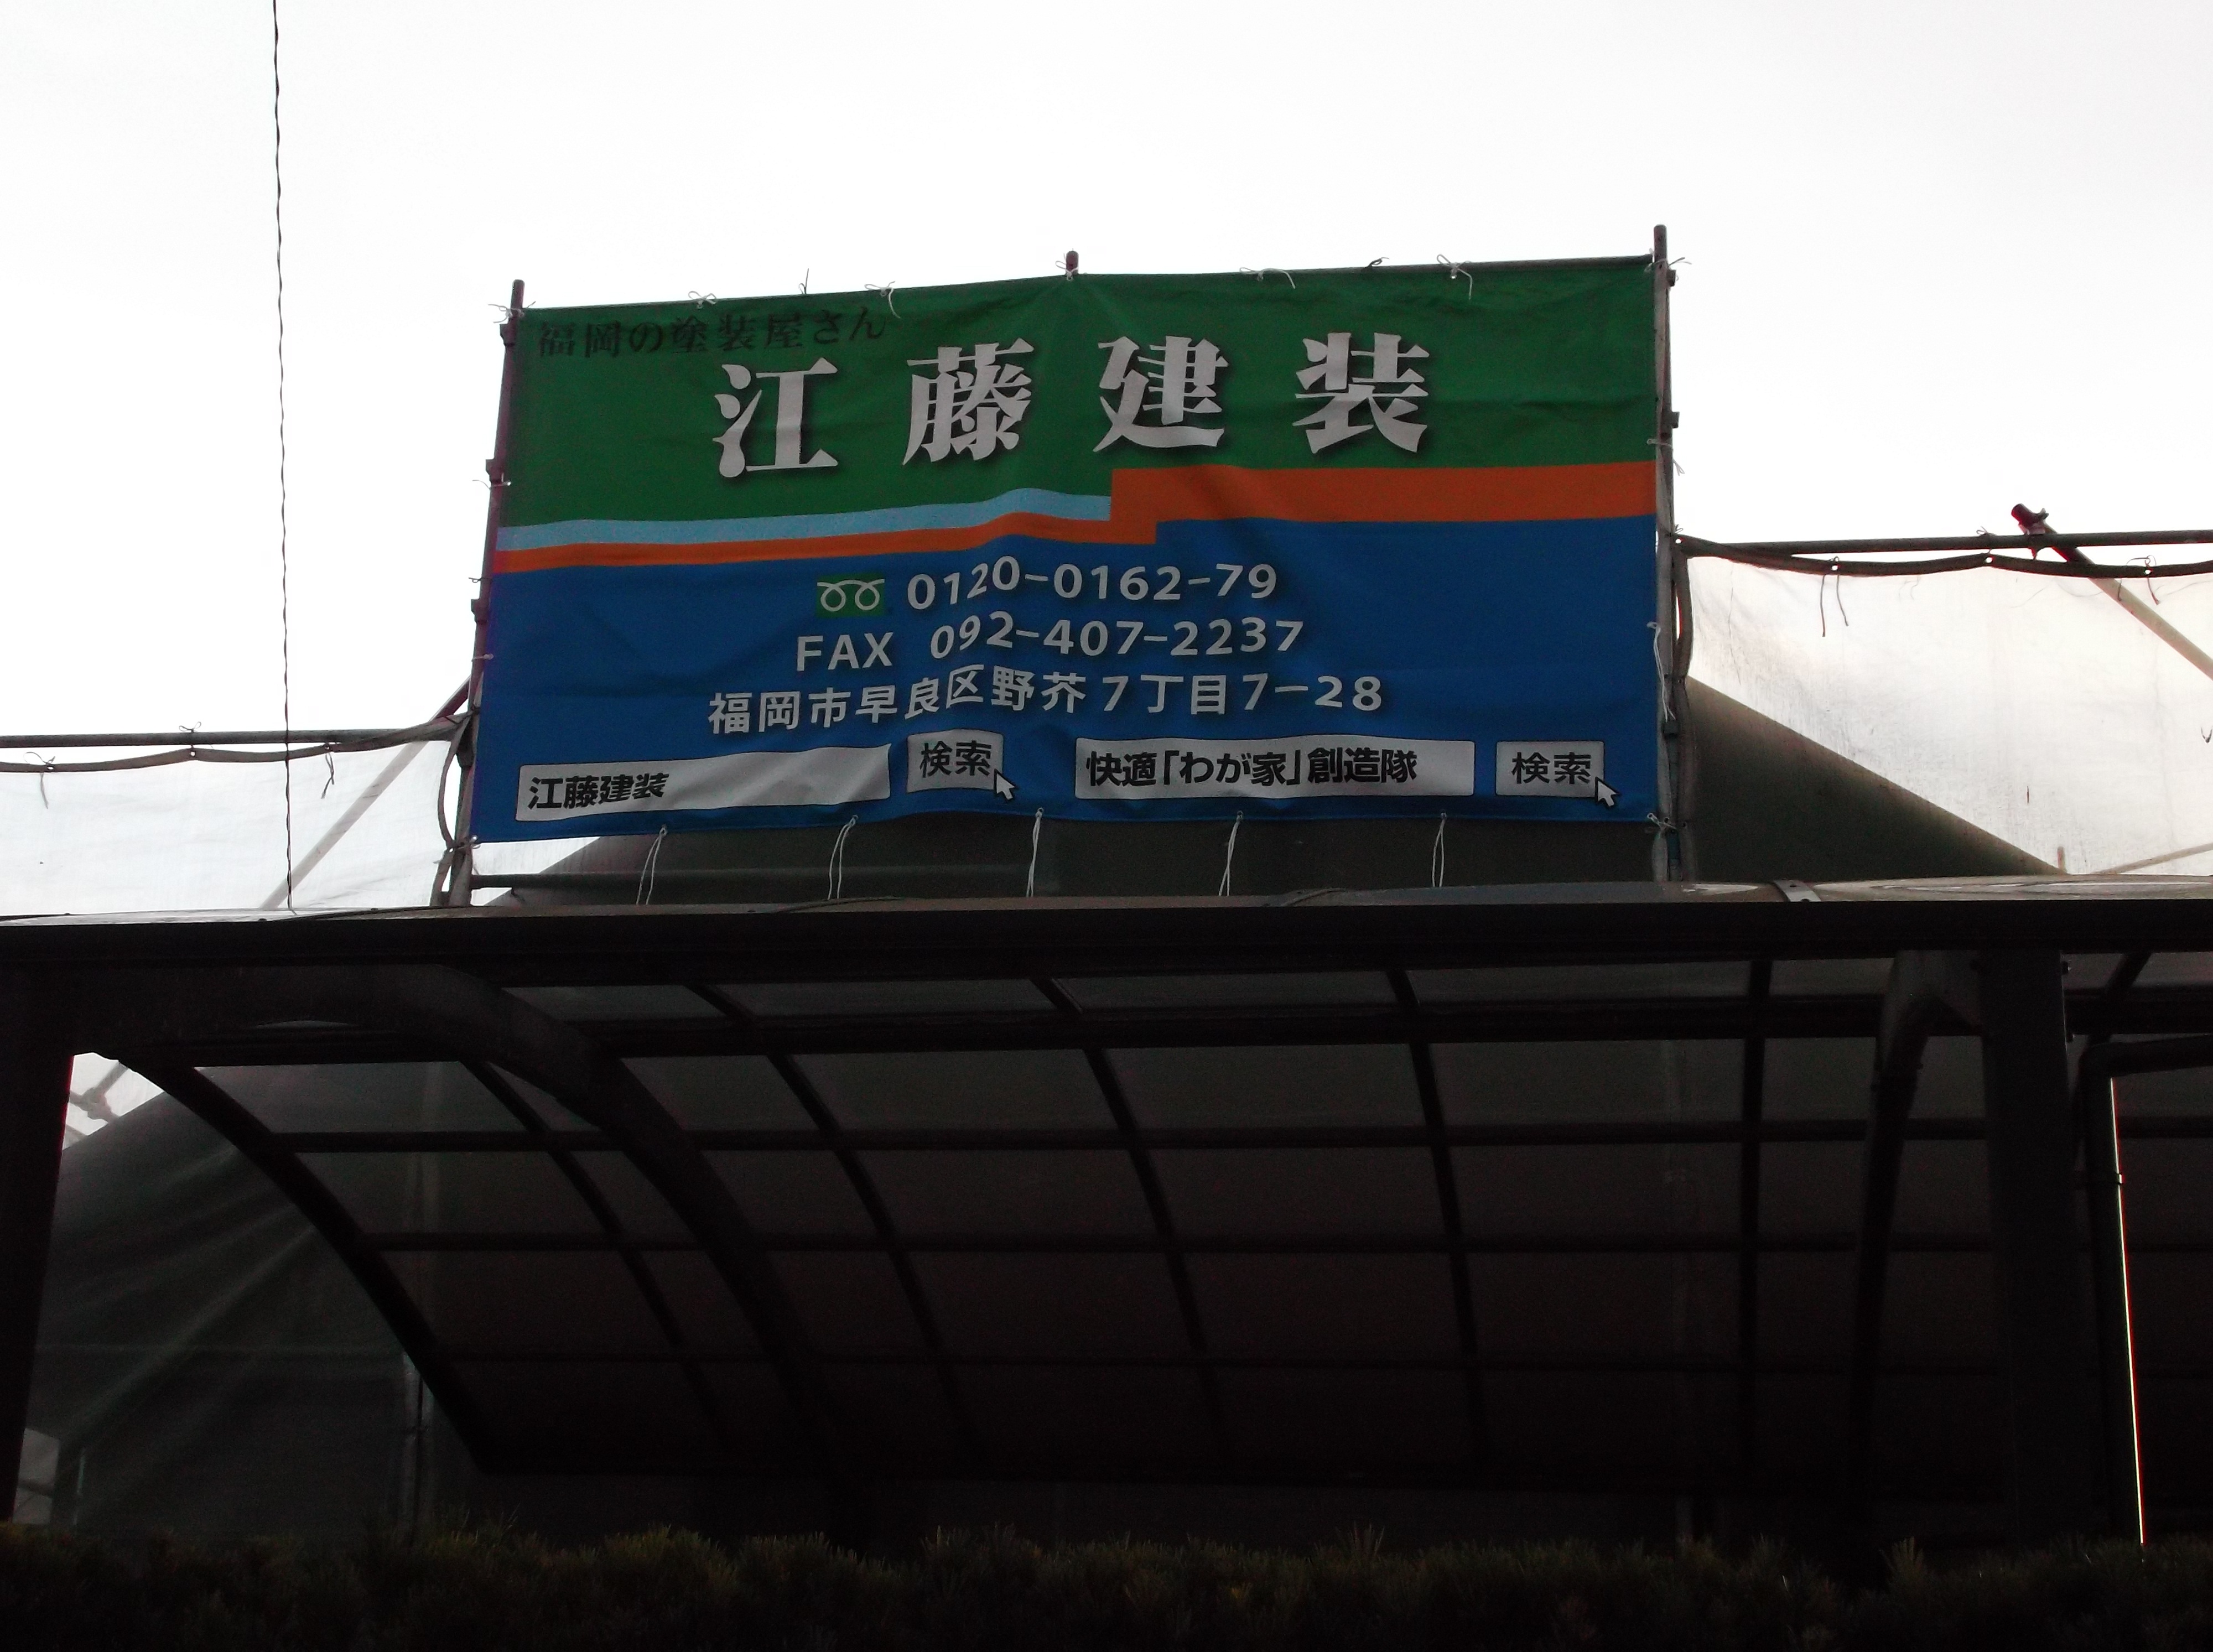 福岡の塗装屋さん
江藤建装
0120-0162-79
FAX 092-407-2237
福岡市早良区野芥7丁目7-28
江藤建装 検索 快適「わが家」創造隊 検索